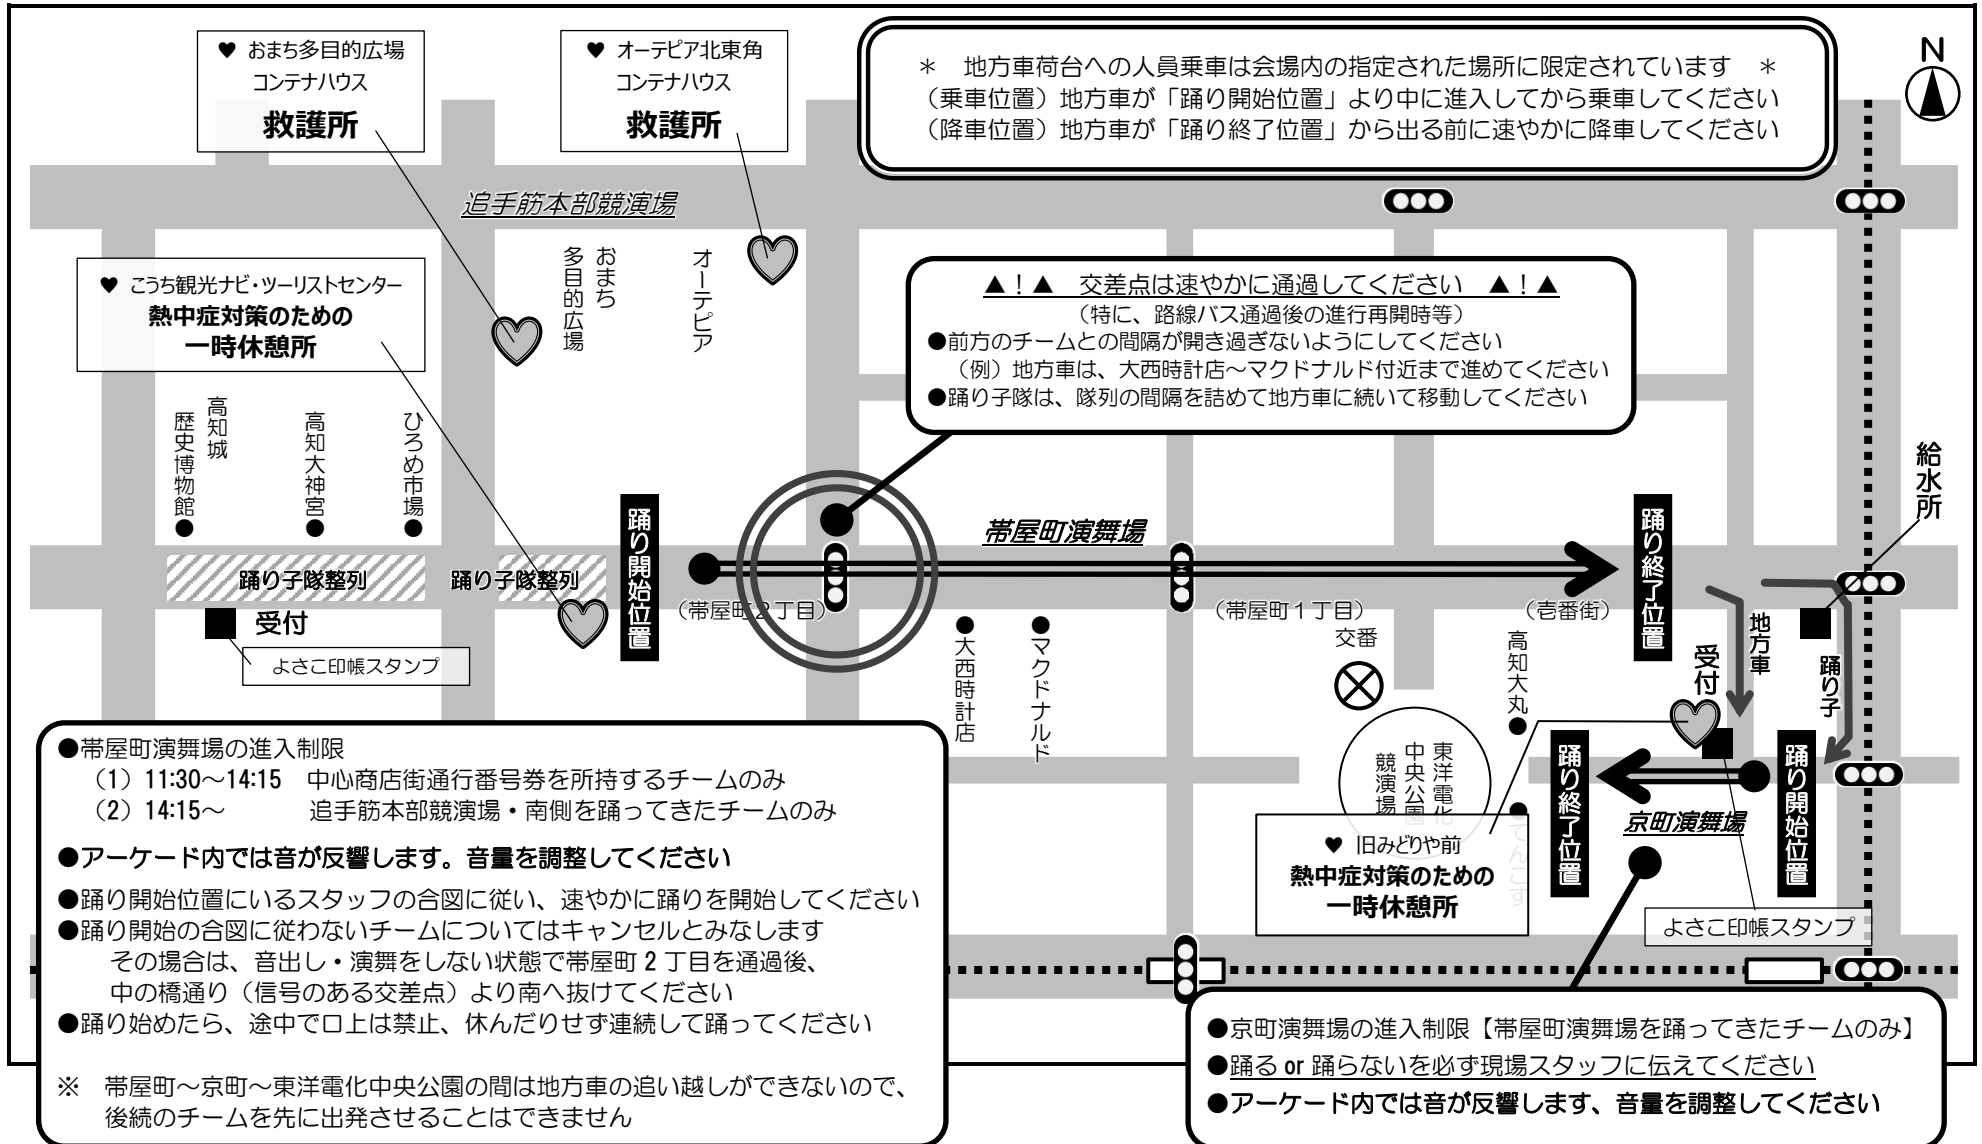 ♥ おまち多目的広場
コンテナハウス
救護所
♥ オーテピア北東角
コンテナハウス
救護所
＊　地方車荷台への人員乗車は会場内の指定された場所に限定されています　＊
（乗車位置）地方車が「踊り開始位置」より中に進入してから乗車してください
（降車位置）地方車が「踊り終了位置」から出る前に速やかに降車してください
N
追手筋本部競演場
♥ こうち観光ナビ・ツーリストセンター
熱中症対策のための
一時休憩所
おまち
多目的広場
オーテピア
▲！▲　交差点は速やかに通過してください　▲！▲
（特に、路線バス通過後の進行再開時等）
●前方のチームとの間隔が開き過ぎないようにしてください
（例）地方車は、大西時計店～マクドナルド付近まで進めてください
●踊り子隊は、隊列の間隔を詰めて地方車に続いて移動してください
高知城
歴史博物館
高知大神宮
ひろめ市場
給水所
踊り開始位置
帯屋町演舞場
踊り終了位置
踊り子隊整列
踊り子隊整列
（帯屋町２丁目）
（帯屋町１丁目）
（壱番街）
受付
よさこ印帳スタンプ
大西時計店
マクドナルド
交番
高知大丸
受付
地方車
踊り子
東洋電化
中央公園
競演場
てんこす
踊り終了位置
京町演舞場
踊り開始位置
♥ 旧みどりや前
熱中症対策のための
一時休憩所
よさこ印帳スタンプ
●帯屋町演舞場の進入制限
（1）11:30～14:15　中心商店街通行番号券を所持するチームのみ
（2）14:15～　　　追手筋本部競演場・南側を踊ってきたチームのみ
●アーケード内では音が反響します。音量を調整してください
●踊り開始位置にいるスタッフの合図に従い、速やかに踊りを開始してください
●踊り開始の合図に従わないチームについてはキャンセルとみなします
その場合は、音出し・演舞をしない状態で帯屋町 2 丁目を通過後、
中の橋通り（信号のある交差点）より南へ抜けてください
●踊り始めたら、途中で口上は禁止、休んだりせず連続して踊ってください
※　帯屋町～京町～東洋電化中央公園の間は地方車の追い越しができないので、
後続のチームを先に出発させることはできません
●京町演舞場の進入制限【帯屋町演舞場を踊ってきたチームのみ】
●踊る or 踊らないを必ず現場スタッフに伝えてください
●アーケード内では音が反響します、音量を調整してください